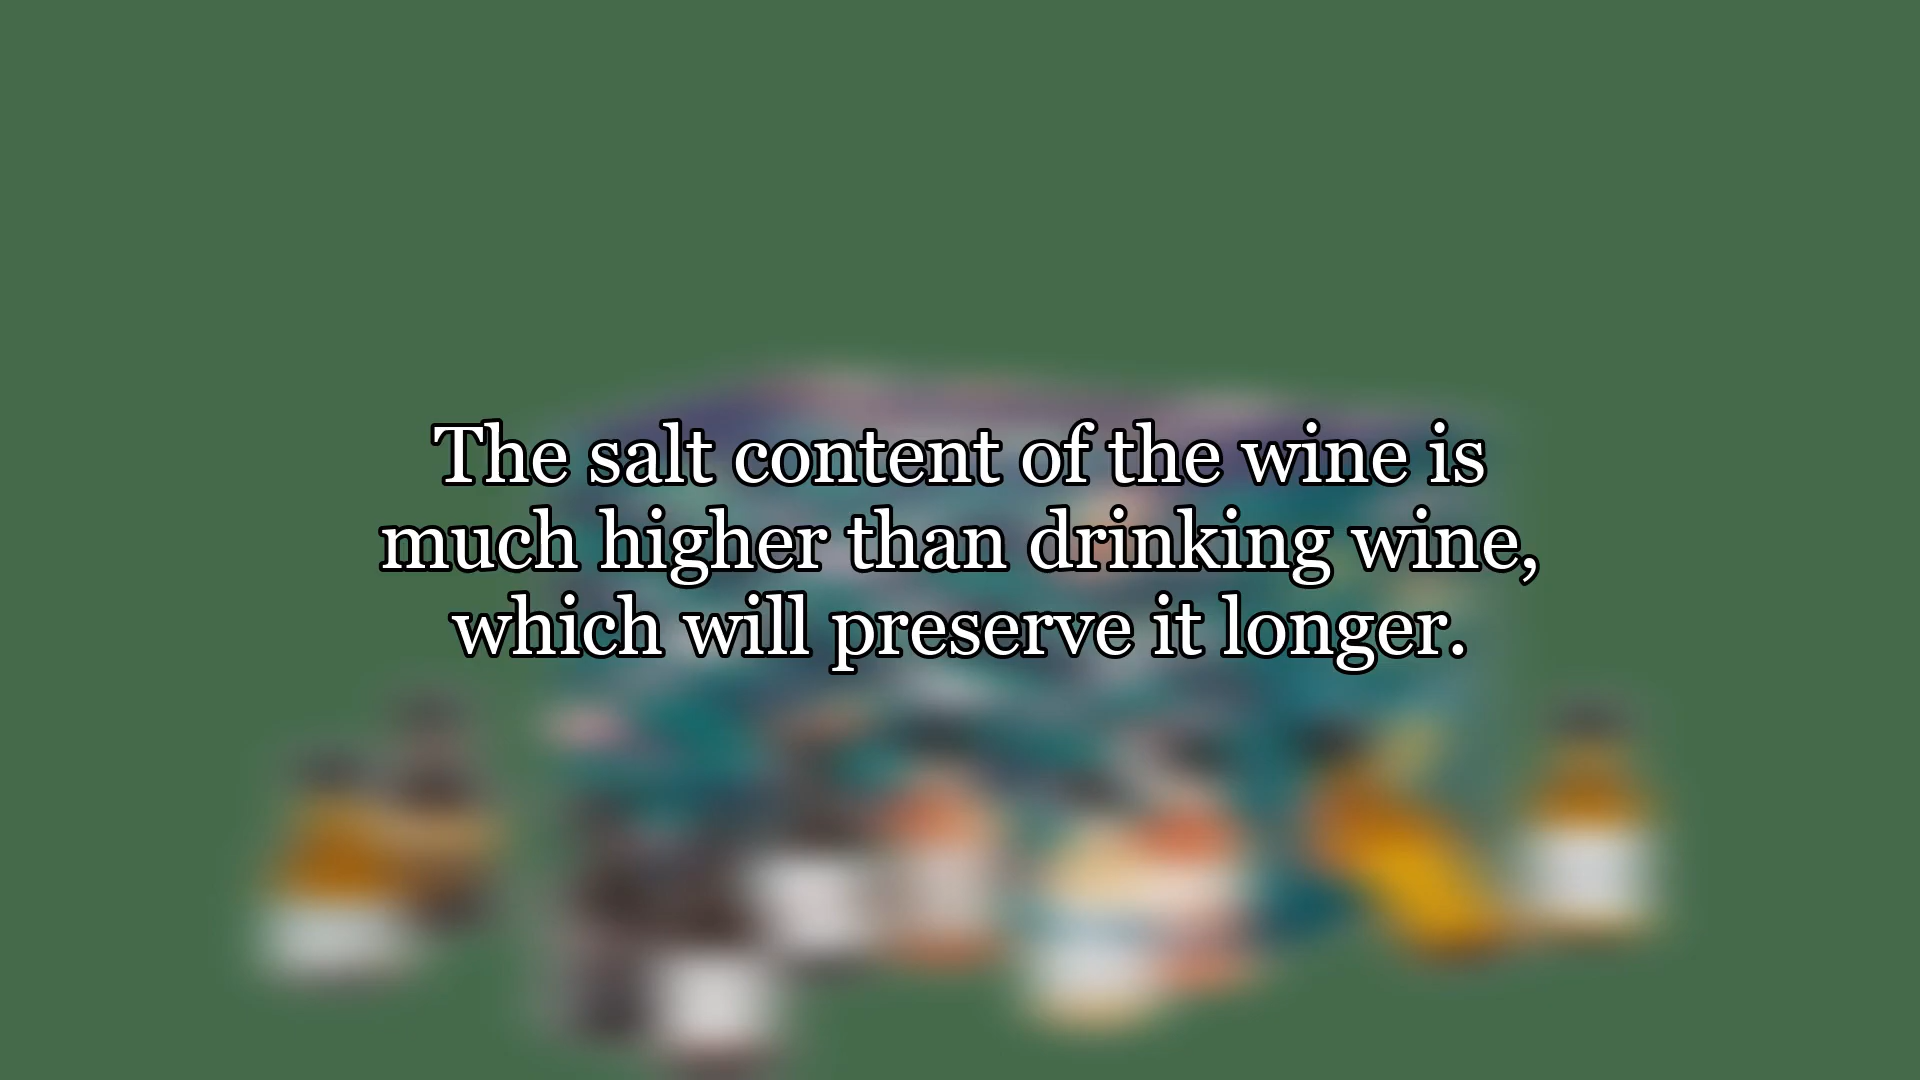 The salt content of the wine is
much higher than drinking wine,
which will preserve it longer.